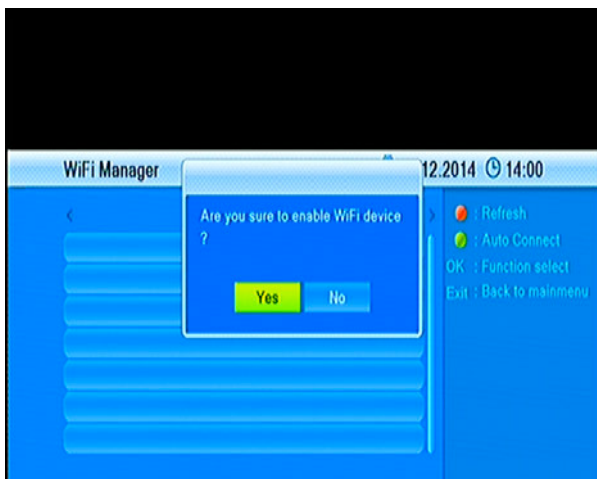 WiFi Manager
12.2014 14:00
Are you sure to enable WiFi device
?
Yes No
: Refresh
: Auto Connect
OK : Function select
Exit : Back to mainmenu